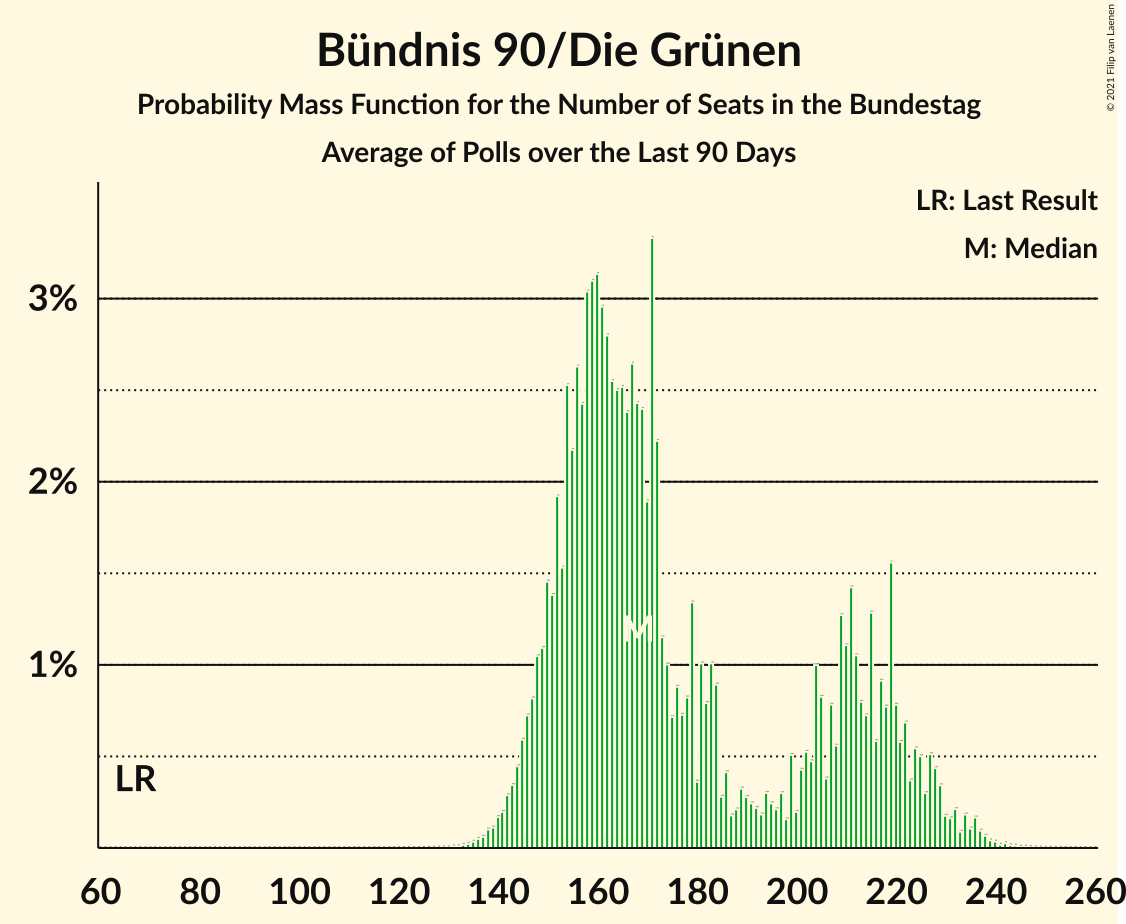 Bündnis 90/Die Grünen
Probability Mass Function for the Number of Seats in the Bundestag
Average of Polls over the Last 90 Days
© 2021 Filip van Laenen
LR: Last Result
M: Median
3%
2%
1%
LR
M
60 80 100 120 140 160 180 200 220 240 260